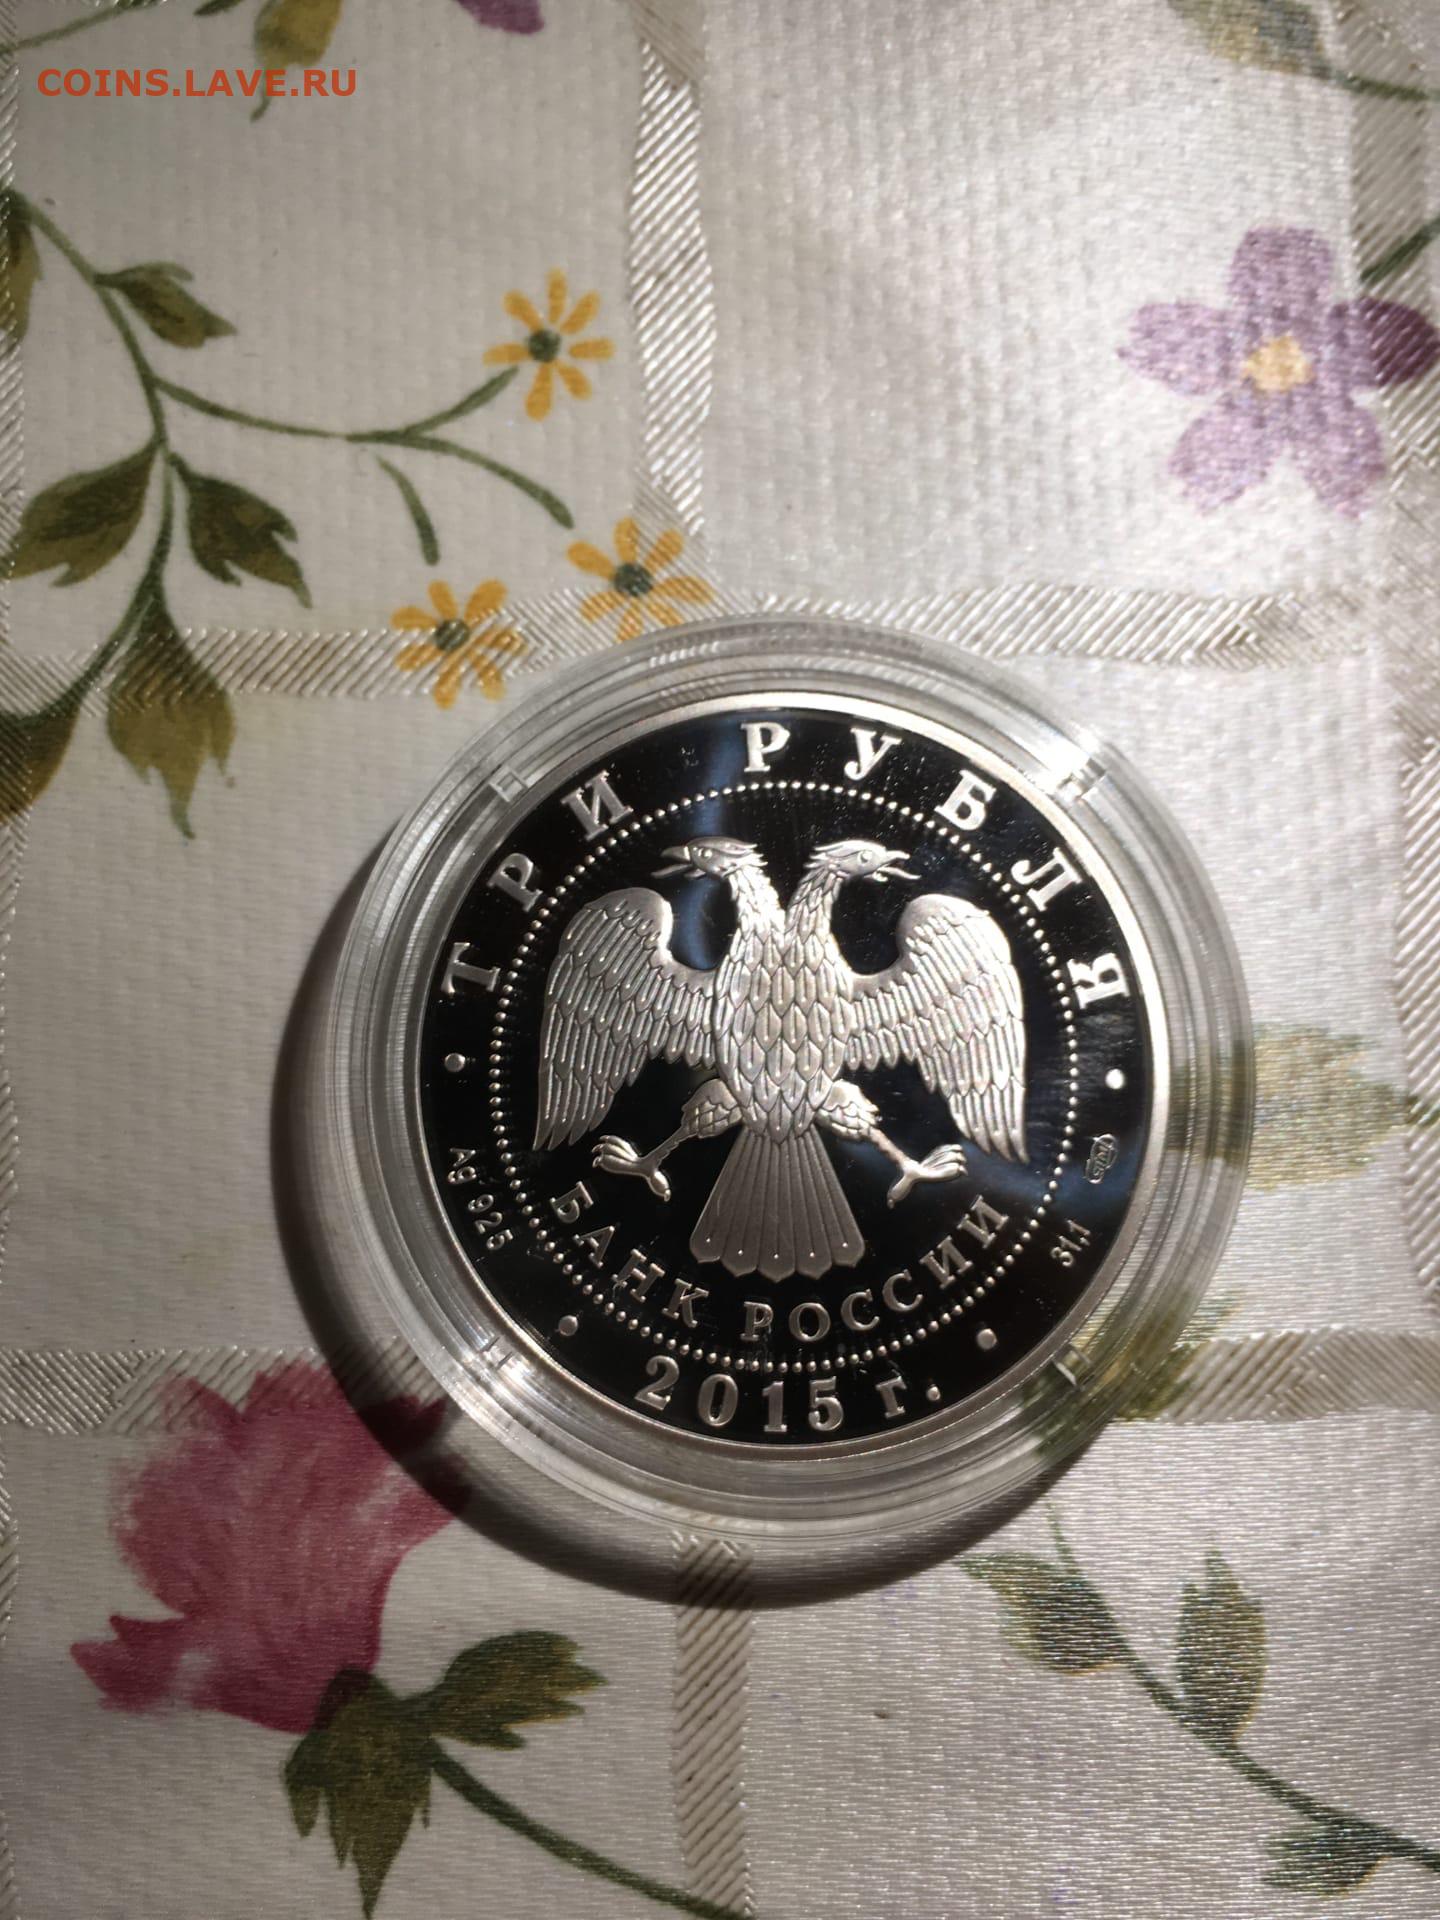 COINS.LAVE.RU
ТРИ РУБЛЯ
БАНК РОССИИ
Ag 925
31,1
2015 г.